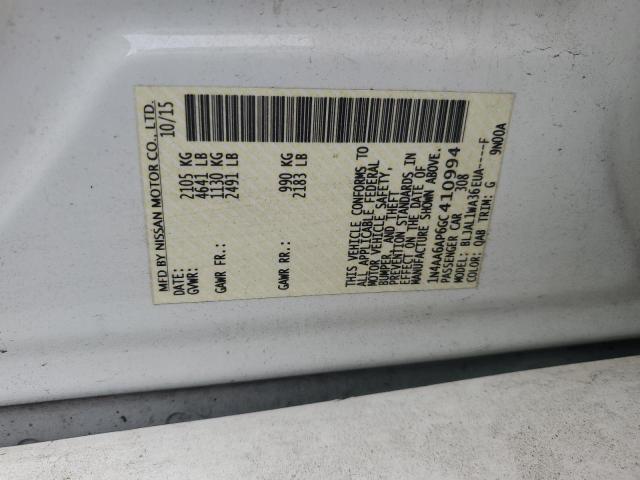 MFD BY NISSAN MOTOR CO., LTD.
10/15
GVWR: 2105 KG
4641 LB
GAWR FR.: 1130 KG
2491 LB
GAWR RR.: 990 KG
2183 LB
THIS VEHICLE CONFORMS TO
ALL APPLICABLE FEDERAL
MOTOR VEHICLE SAFETY,
BUMPER, AND THEFT
PREVENTION STANDARDS IN
EFFECT ON THE DATE OF
MANUFACTURE SHOWN ABOVE.
1N4AA6AP6GC410994
PASSENGER CAR 308
MODEL: BLJAL1WA36EUA----F
COLOR: QAB TRIM: G 9N00A